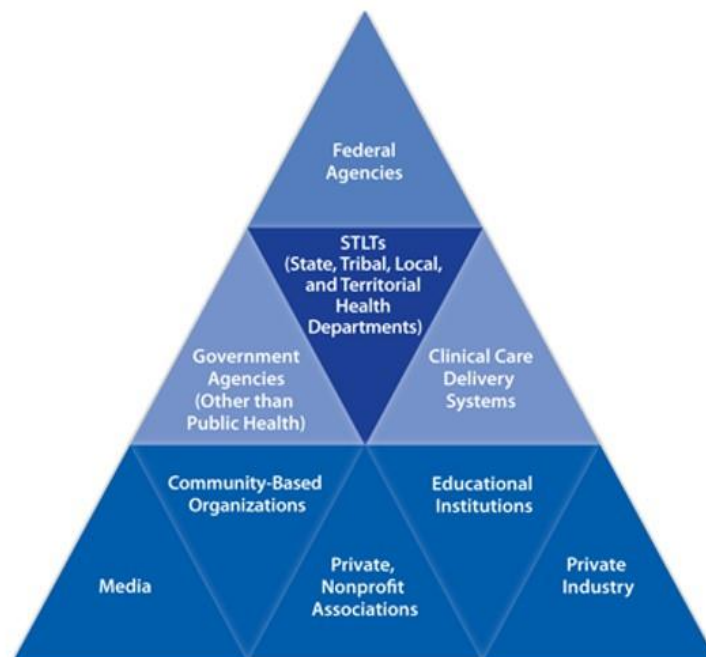 Federal
Agencies
STLTs
(State, Tribal, Local,
and Territorial
Health
Departments)
Government
Agencies
(Other than
Public Health)
Clinical Care
Delivery
Systems
Community-Based
Organizations
Educational
Institutions
Media
Private,
Nonprofit
Associations
Private
Industry